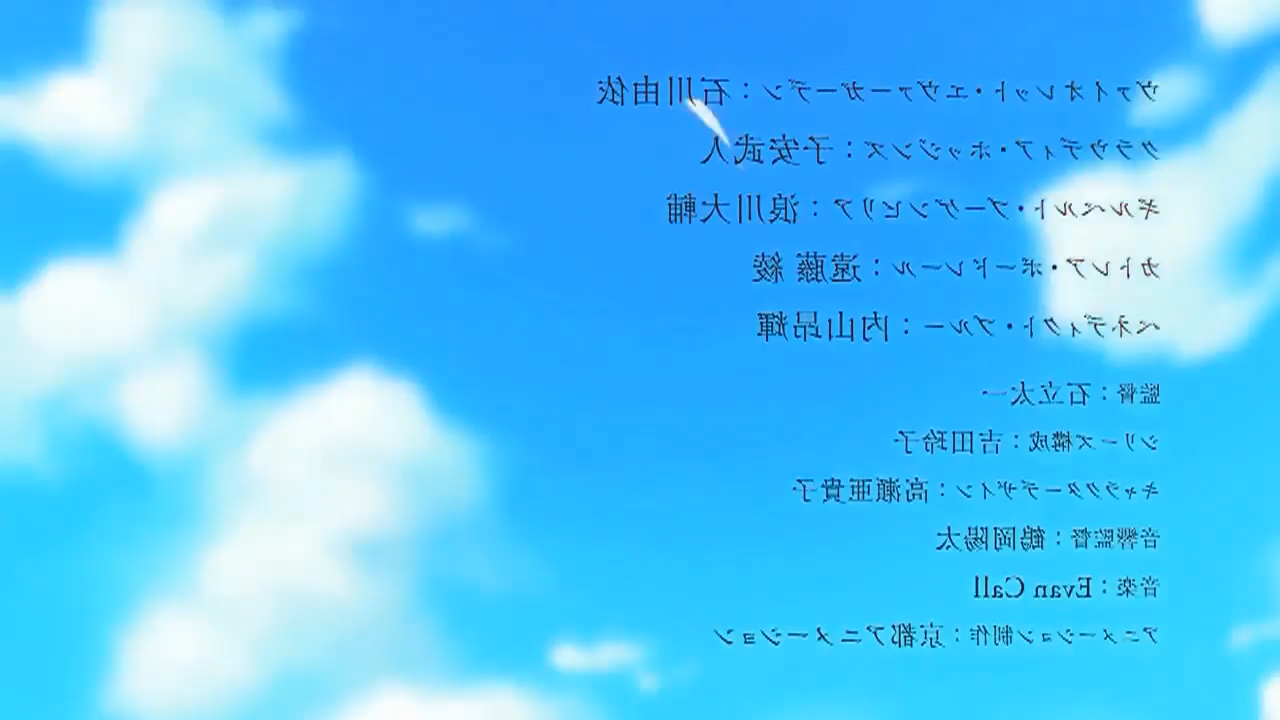 ヴァイオレット・エヴァーガーデン：石川由依
クラウディア・ホッジンズ：子安武人
ギルベルト・ブーゲンビリア：浪川大輔
カトレア・ボードレール：遠藤 綾
ベネディクト・ブルー：内山昂輝
監督：石立太一
シリーズ構成：吉田玲子
キャラクターデザイン：高瀬亜貴子
音響監督：鶴岡陽太
音楽：Evan Call
アニメーション制作：京都アニメーション